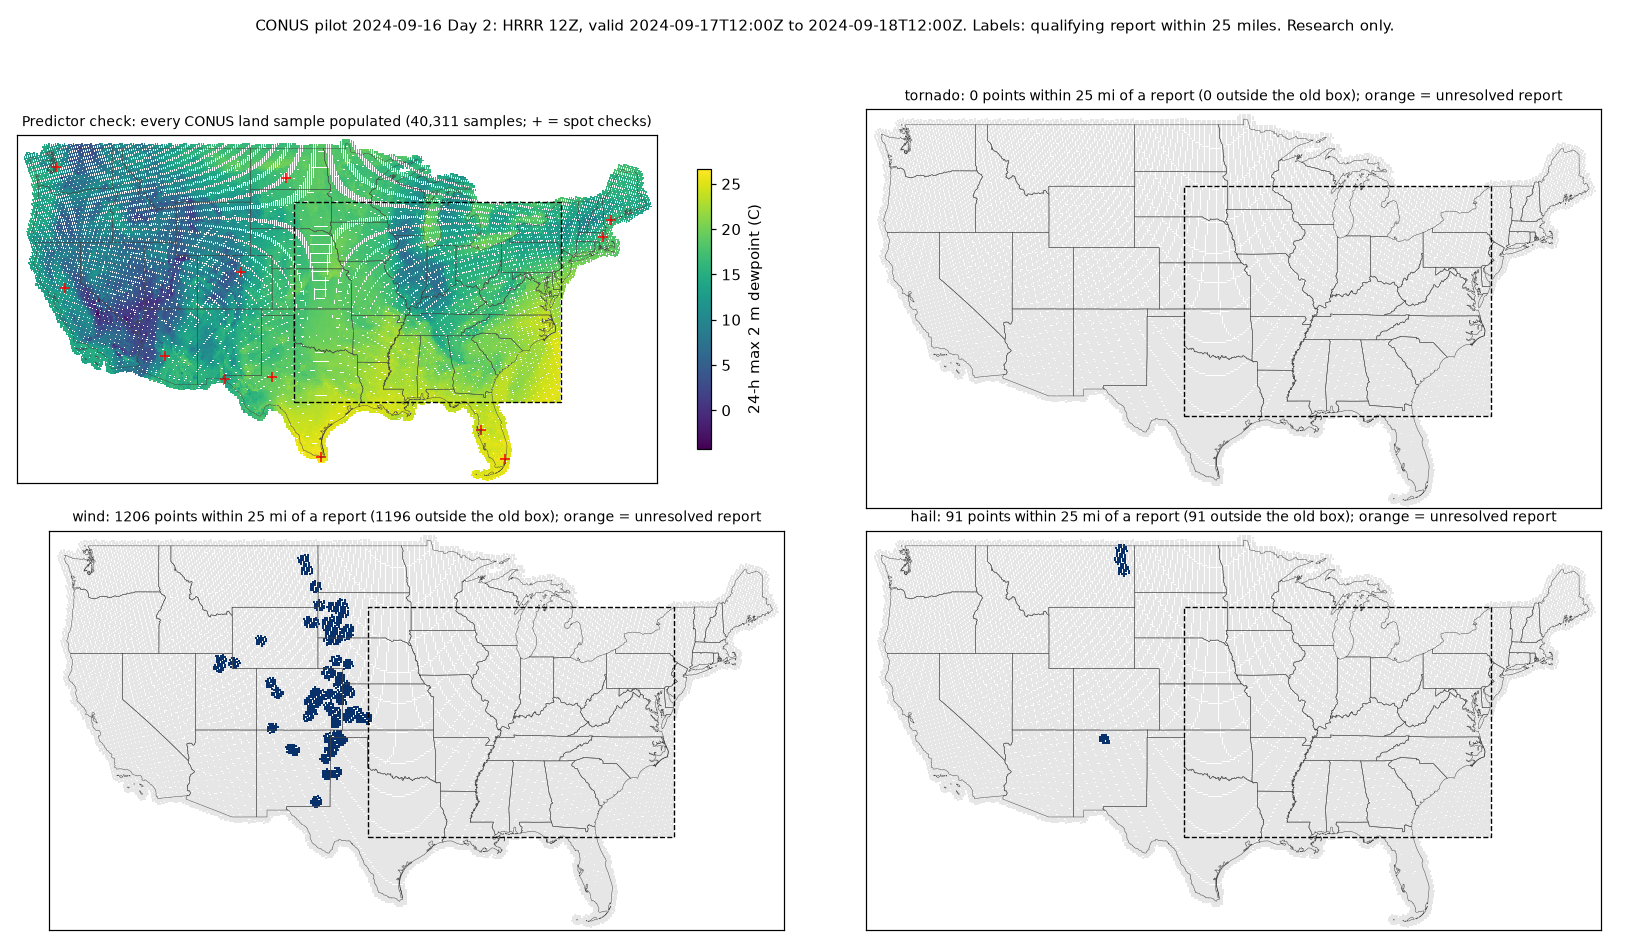 CONUS pilot 2024-09-16 Day 2: HRRR 12Z, valid 2024-09-17T12:00Z to 2024-09-18T12:00Z. Labels: qualifying report within 25 miles. Research only.
Predictor check: every CONUS land sample populated (40,311 samples; + = spot checks)
25
20
15
10
5
0
24-h max 2 m dewpoint (C)
tornado: 0 points within 25 mi of a report (0 outside the old box); orange = unresolved report
wind: 1206 points within 25 mi of a report (1196 outside the old box); orange = unresolved report
hail: 91 points within 25 mi of a report (91 outside the old box); orange = unresolved report